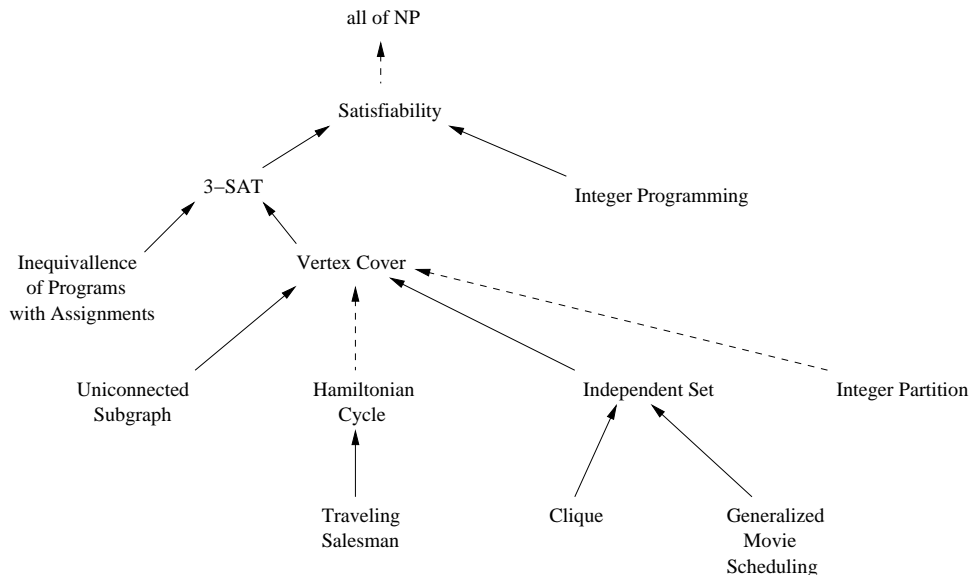 all of NP
Satisfiability
3−SAT
Integer Programming
Inequivallence
of Programs
with Assignments
Vertex Cover
Uniconnected
Subgraph
Hamiltonian
Cycle
Independent Set
Integer Partition
Traveling
Salesman
Clique
Generalized
Movie
Scheduling